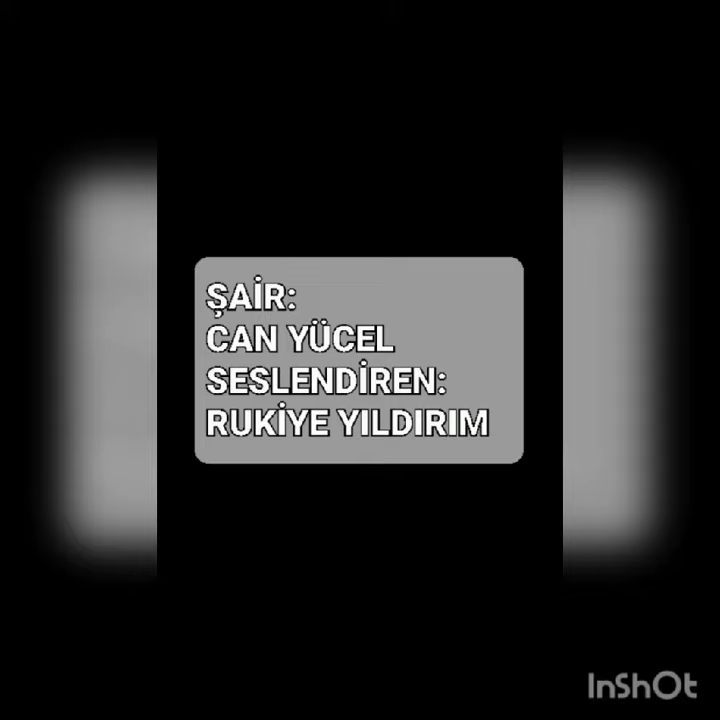 ŞAİR:
CAN YÜCEL
SESLENDİREN:
RUKİYE YILDIRIM
InShOt